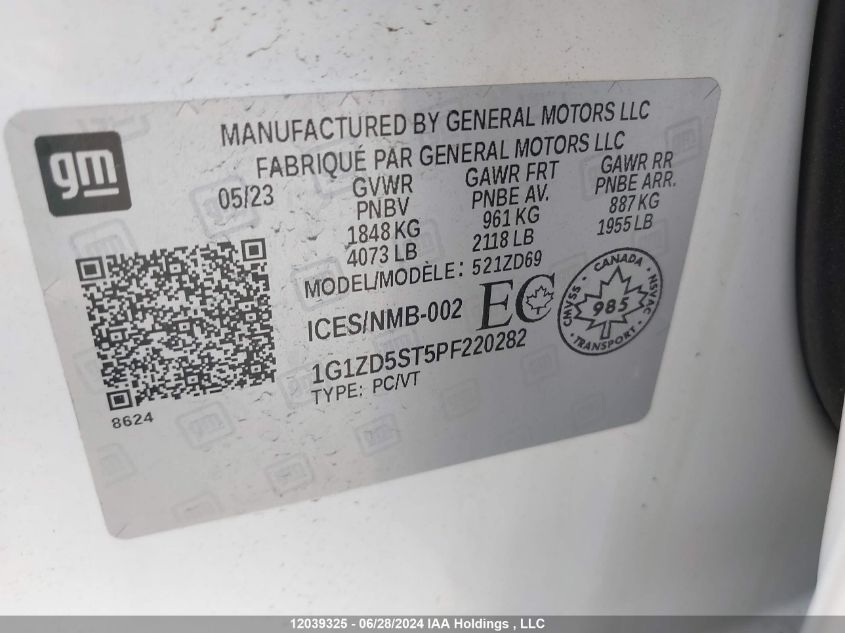 gm
MANUFACTURED BY GENERAL MOTORS LLC
FABRIQUÉ PAR GENERAL MOTORS LLC
05/23
GVWR
PNBV
1848 KG
4073 LB
GAWR FRT
PNBE AV.
961 KG
2118 LB
GAWR RR
PNBE ARR.
887 KG
1955 LB
MODEL/MODÈLE: 521ZD69
ICES/NMB-002
EC
CANADA
CMVSS
NSVAC
985
TRANSPORT
1G1ZD5ST5PF220282
TYPE: PC/VT
8624
12039325 - 06/28/2024 IAA Holdings , LLC